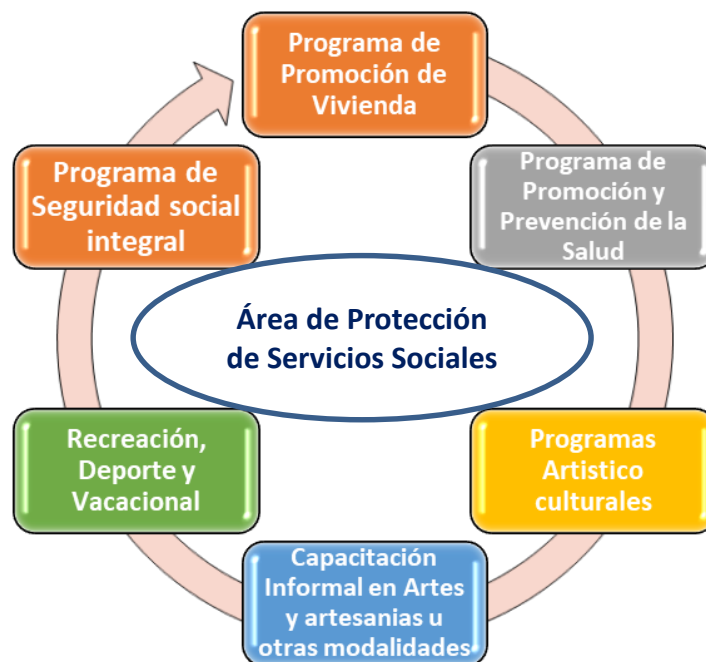 Programa de
Promoción de
Vivienda
Programa de
Promoción y
Prevención de la
Salud
Programas
Artistico
culturales
Capacitación
Informal en Artes
y artesanias u
otras modalidades
Recreación,
Deporte y
Vacacional
Programa de
Seguridad social
integral
Área de Protección
de Servicios Sociales